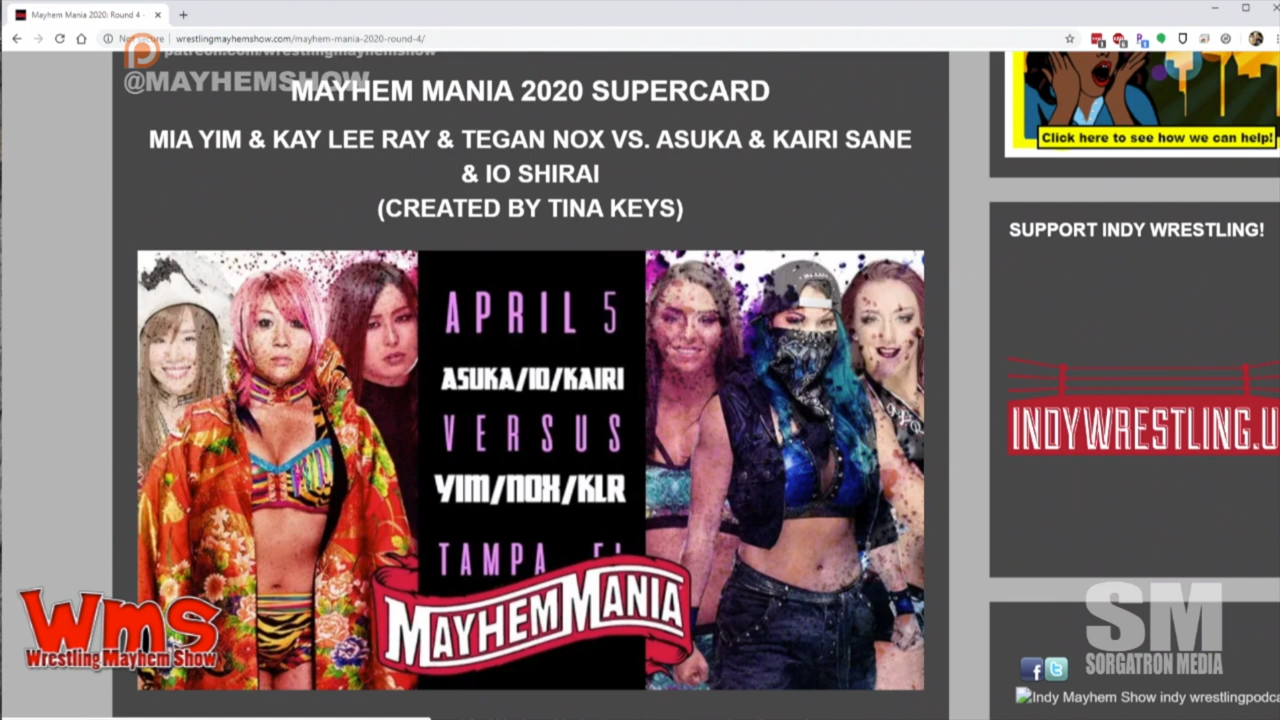 Mayhem Mania 2020: Round 4 -
wrestlingmayhemshow.com/mayhem-mania-2020-round-4/
patreon.com/wrestlingmayhemshow
@MAYHEMSHOW
MAYHEM MANIA 2020 SUPERCARD
MIA YIM & KAY LEE RAY & TEGAN NOX VS. ASUKA & KAIRI SANE
& IO SHIRAI
(CREATED BY TINA KEYS)
APRIL 5
ASUKA/IO/KAIRI
VERSUS
YIM/NOX/KLR
TAMPA
MAYHEMMANIA
Click here to see how we can help!
SUPPORT INDY WRESTLING!
INDYWRESTLING.U
Wms
Wrestling Mayhem Show
SM
SORGATRON MEDIA
Indy Mayhem Show indy wrestlingpodca